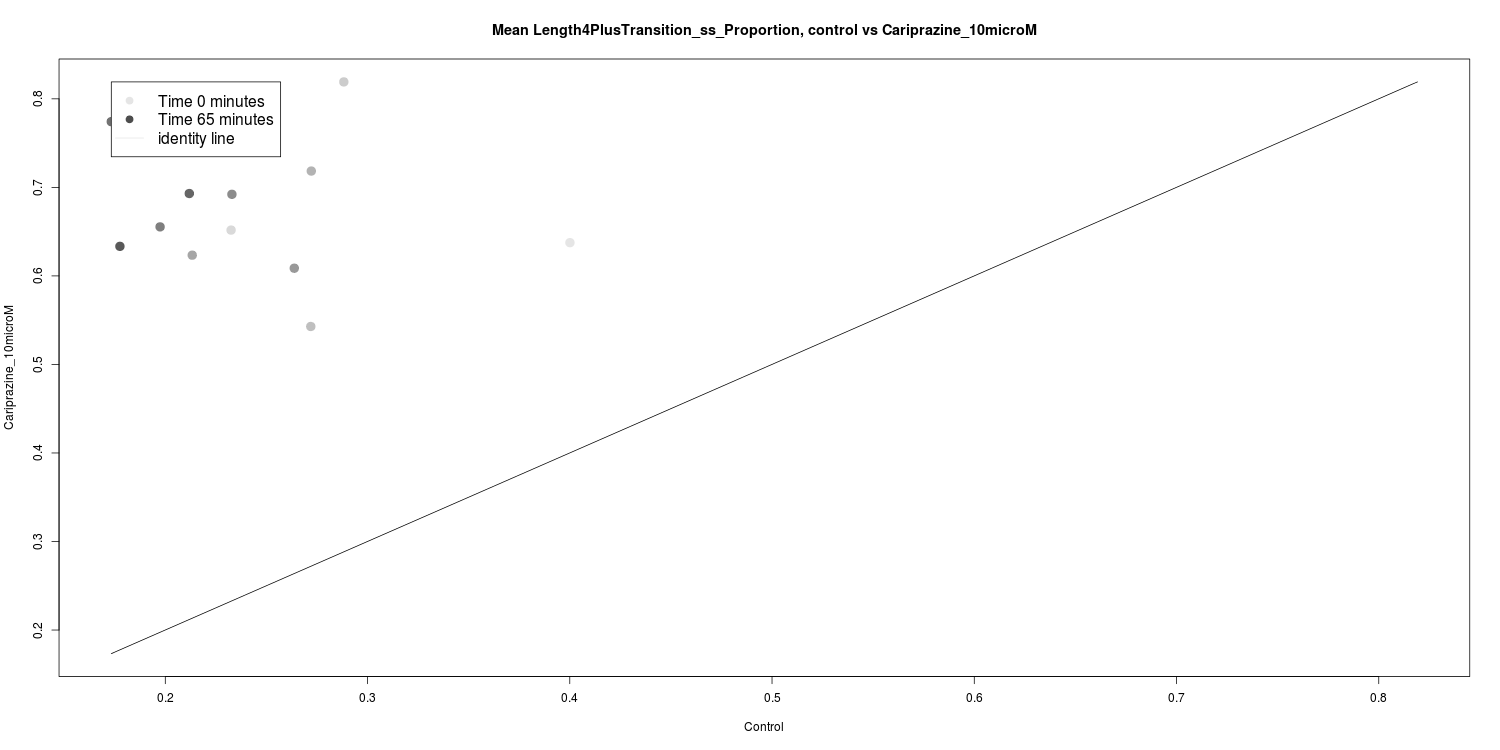 Mean Length4PlusTransition_ss_Proportion, control vs Cariprazine_10microM
Time 0 minutes
Time 65 minutes
identity line
Cariprazine_10microM
0.8
0.7
0.6
0.5
0.4
0.3
0.2
0.2 0.3 0.4 0.5 0.6 0.7 0.8
Control